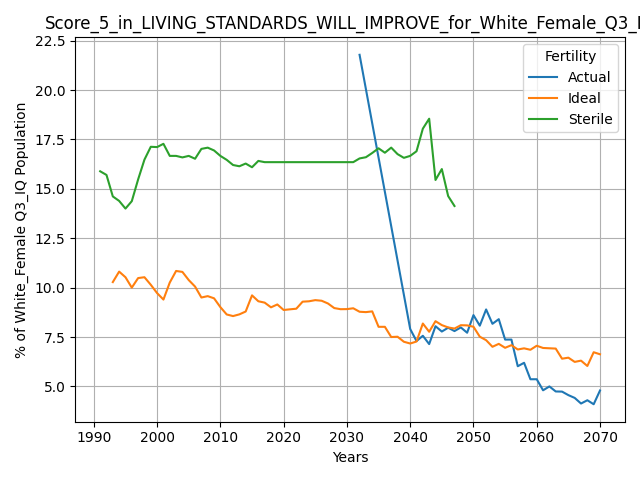 Score_5_in_LIVING_STANDARDS_WILL_IMPROVE_for_White_Female_Q3_I
Fertility
Actual
Ideal
Sterile
% of White_Female Q3_IQ Population
22.5
20.0
17.5
15.0
12.5
10.0
7.5
5.0
1990 2000 2010 2020 2030 2040 2050 2060 2070
Years